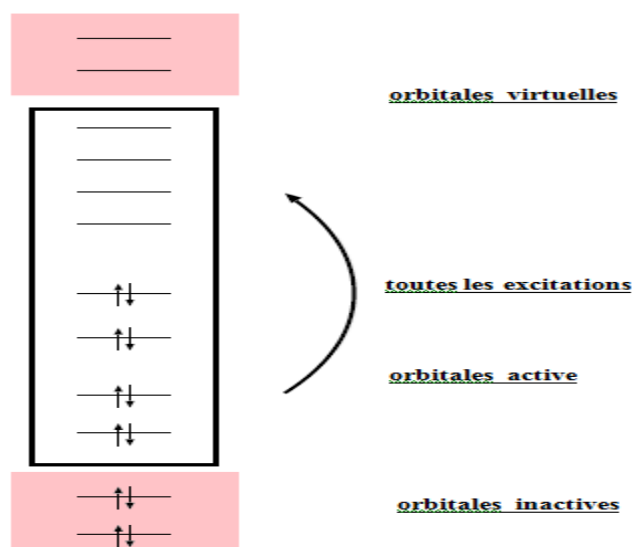 orbitales virtuelles
toutes les excitations
orbitales active
orbitales inactives